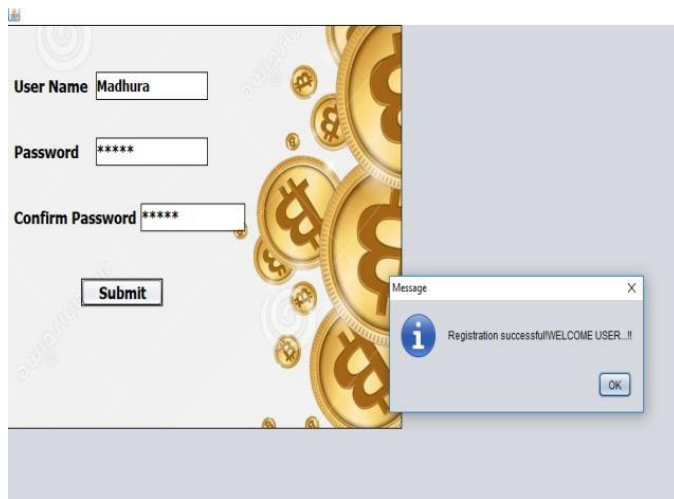 User Name Madhura
Password *****
Confirm Password *****
Submit
Message X
Registration successful!WELCOME USER...!!
OK